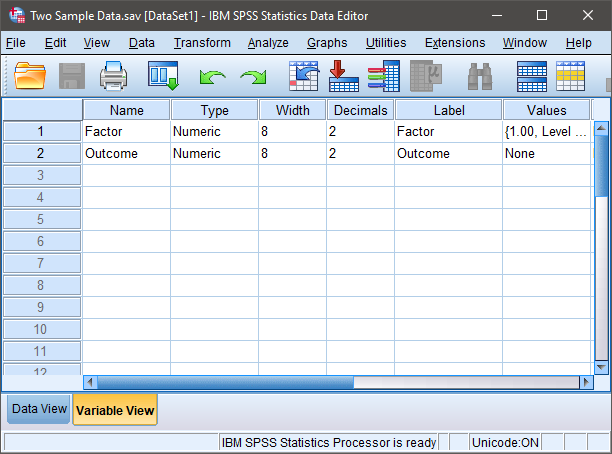 Two Sample Data.sav [DataSet1] - IBM SPSS Statistics Data Editor
File Edit View Data Transform Analyze Graphs Utilities Extensions Window Help
Name Type Width Decimals Label Values
1 Factor Numeric 8 2 Factor {1.00, Level ...
2 Outcome Numeric 8 2 Outcome None
3
4
5
6
7
8
9
10
11
12
Data View Variable View
IBM SPSS Statistics Processor is ready Unicode:ON